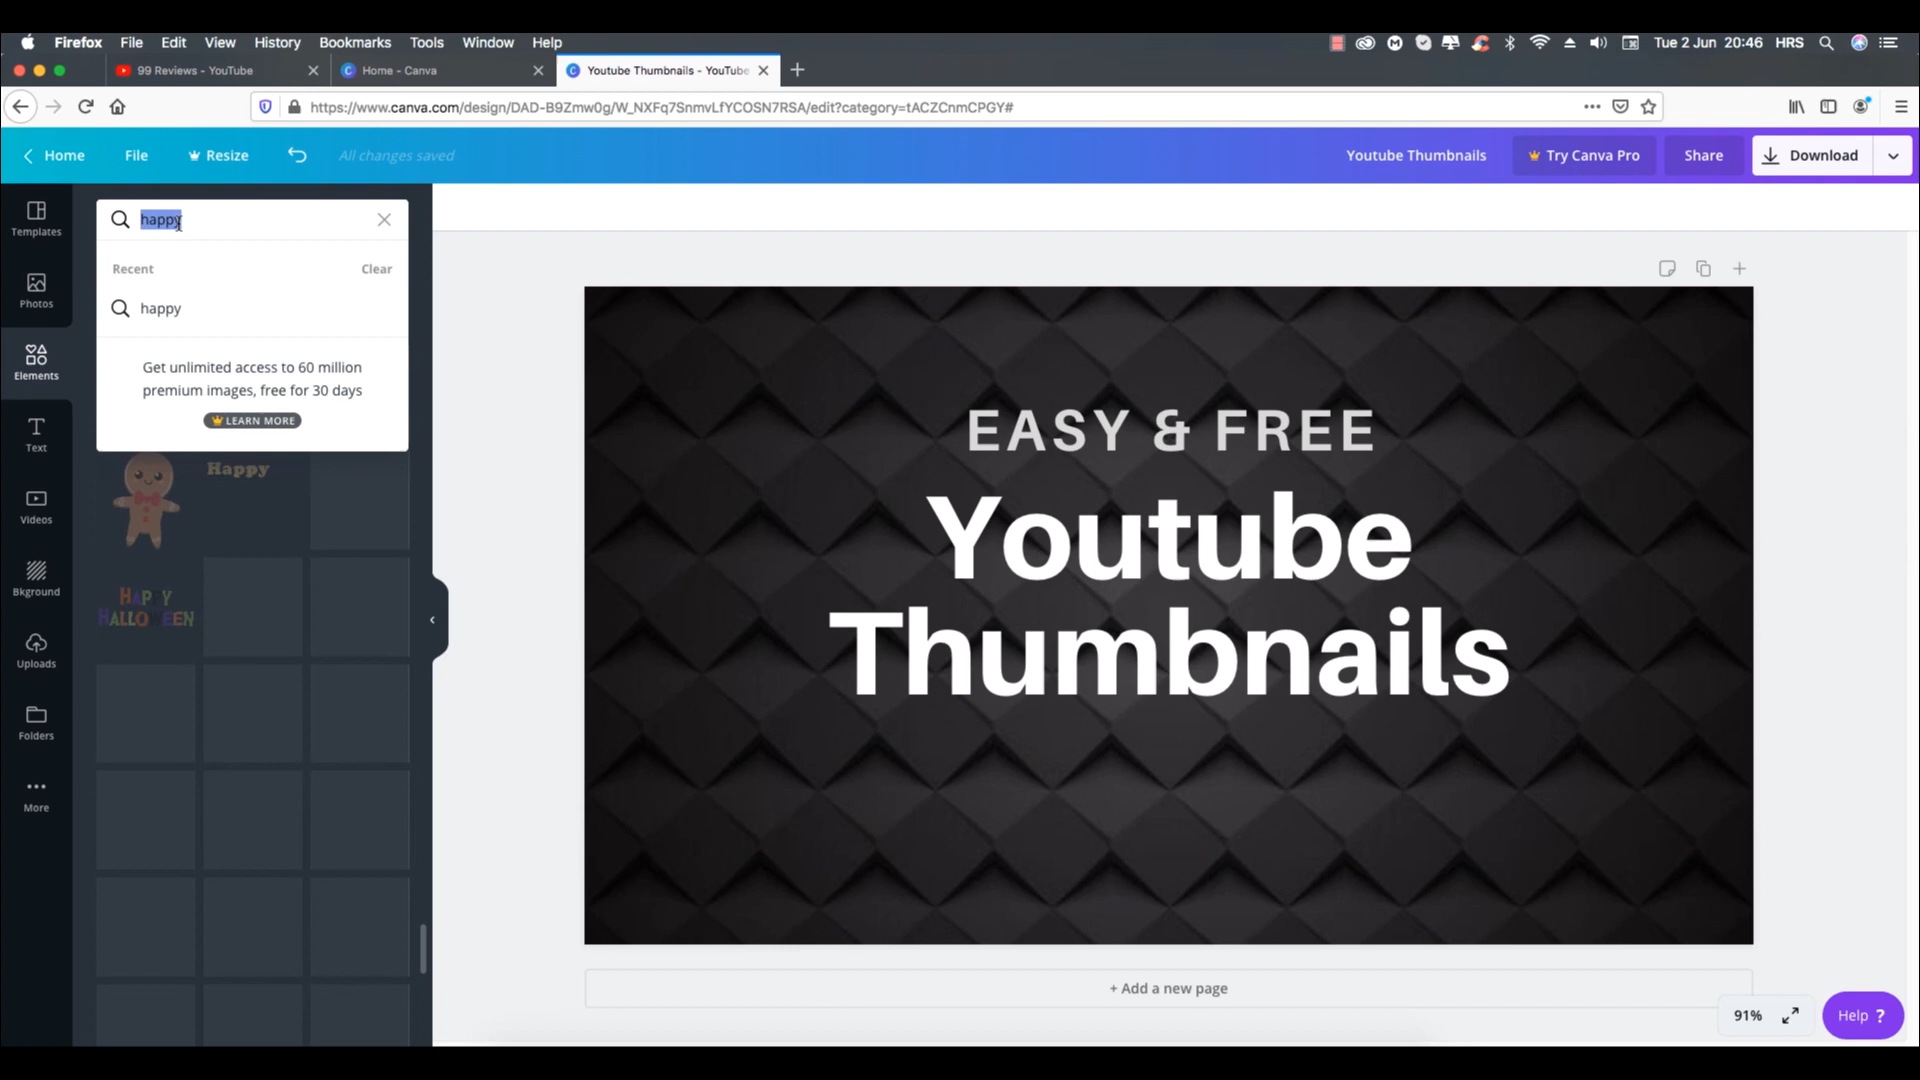 Firefox File Edit View History Bookmarks Tools Window Help Tue 2 Jun 20:46 HRS
99 Reviews - YouTube Home - Canva Youtube Thumbnails - YouTube
https://www.canva.com/design/DAD-B9Zmw0g/W_NXFq7SnmvLfYCOSN7RSA/edit?category=tACZCnmCPGY#
Home File Resize All changes saved Youtube Thumbnails Try Canva Pro Share Download
happy
Recent Clear
happy
Get unlimited access to 60 million
premium images, free for 30 days
LEARN MORE
Templates
Photos
Elements
Text
Videos
Bkground
Uploads
Folders
More
Happy
HAPPY
HALLOWEEN
EASY & FREE
Youtube
Thumbnails
+ Add a new page
91% Help ?